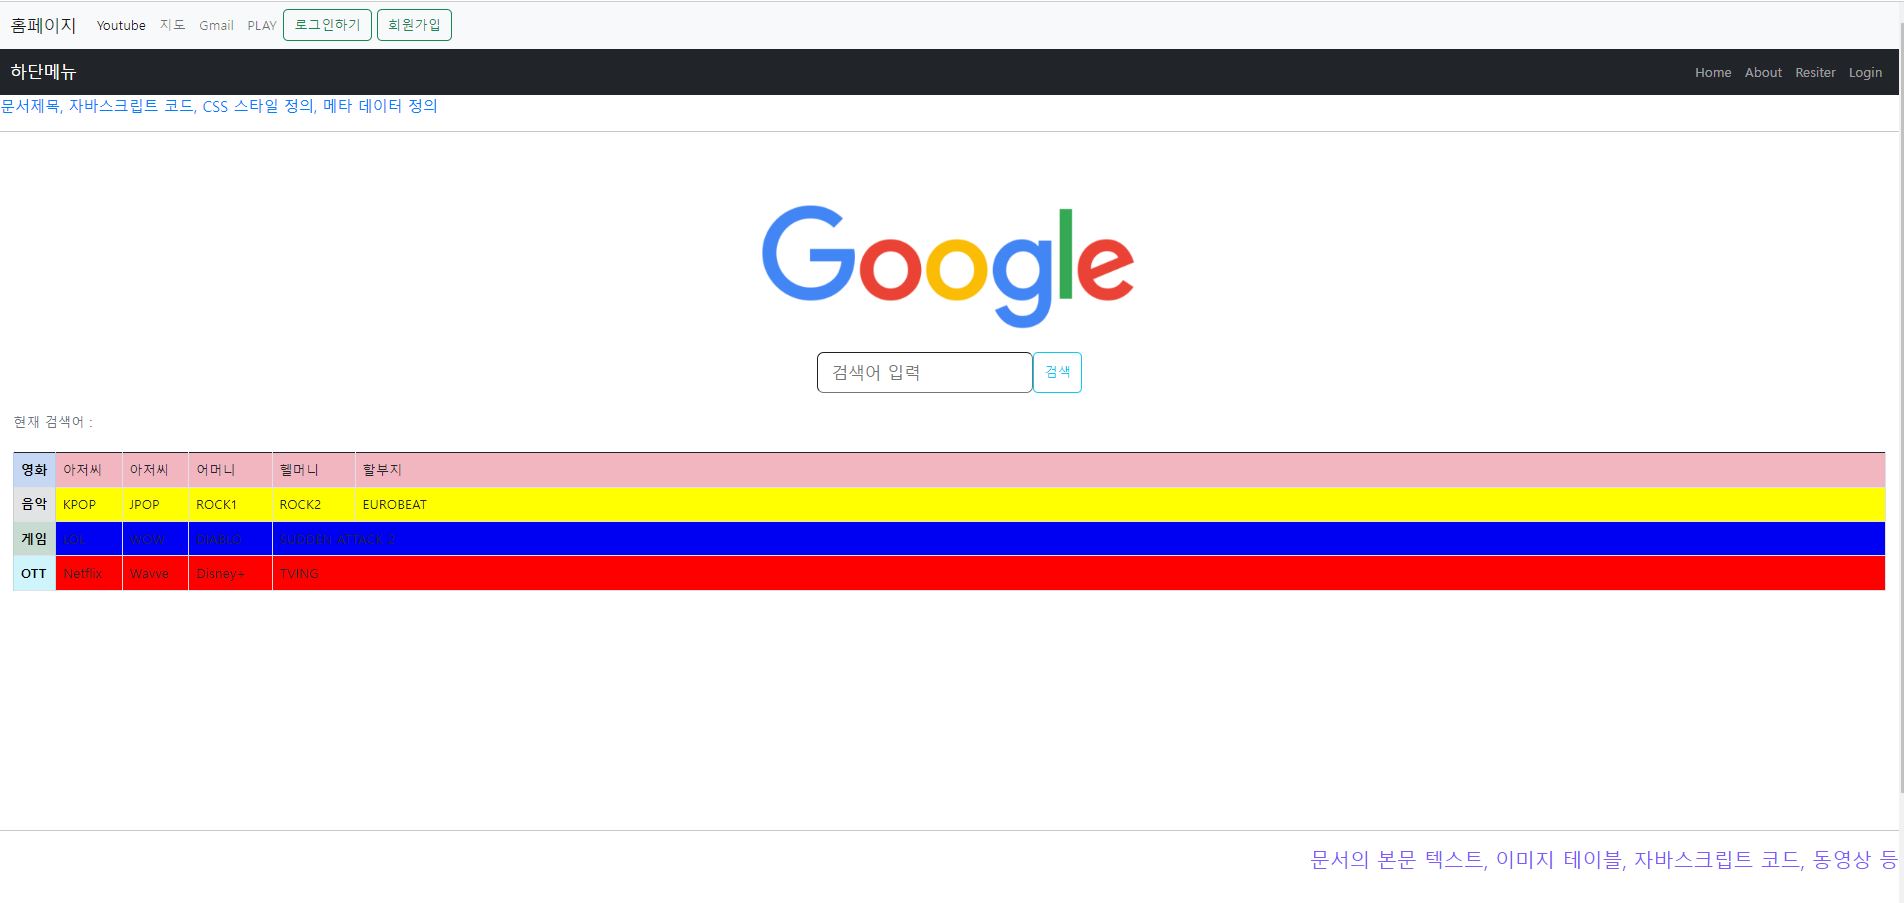 홈페이지 Youtube 지도 Gmail PLAY 로그인하기 회원가입
하단메뉴 Home About Resiter Login
문서제목, 자바스크립트 코드, CSS 스타일 정의, 메타 데이터 정의
Google
검색어 입력 검색
현재 검색어 :
영화 아저씨 아저씨 어머니 헬머니 할부지
음악 KPOP JPOP ROCK1 ROCK2 EUROBEAT
게임 LOL WOW DIABLO SUDDEN ATTACK 2
OTT Netflix Wavve Disney+ TVING
문서의 본문 텍스트, 이미지 테이블, 자바스크립트 코드, 동영상 등